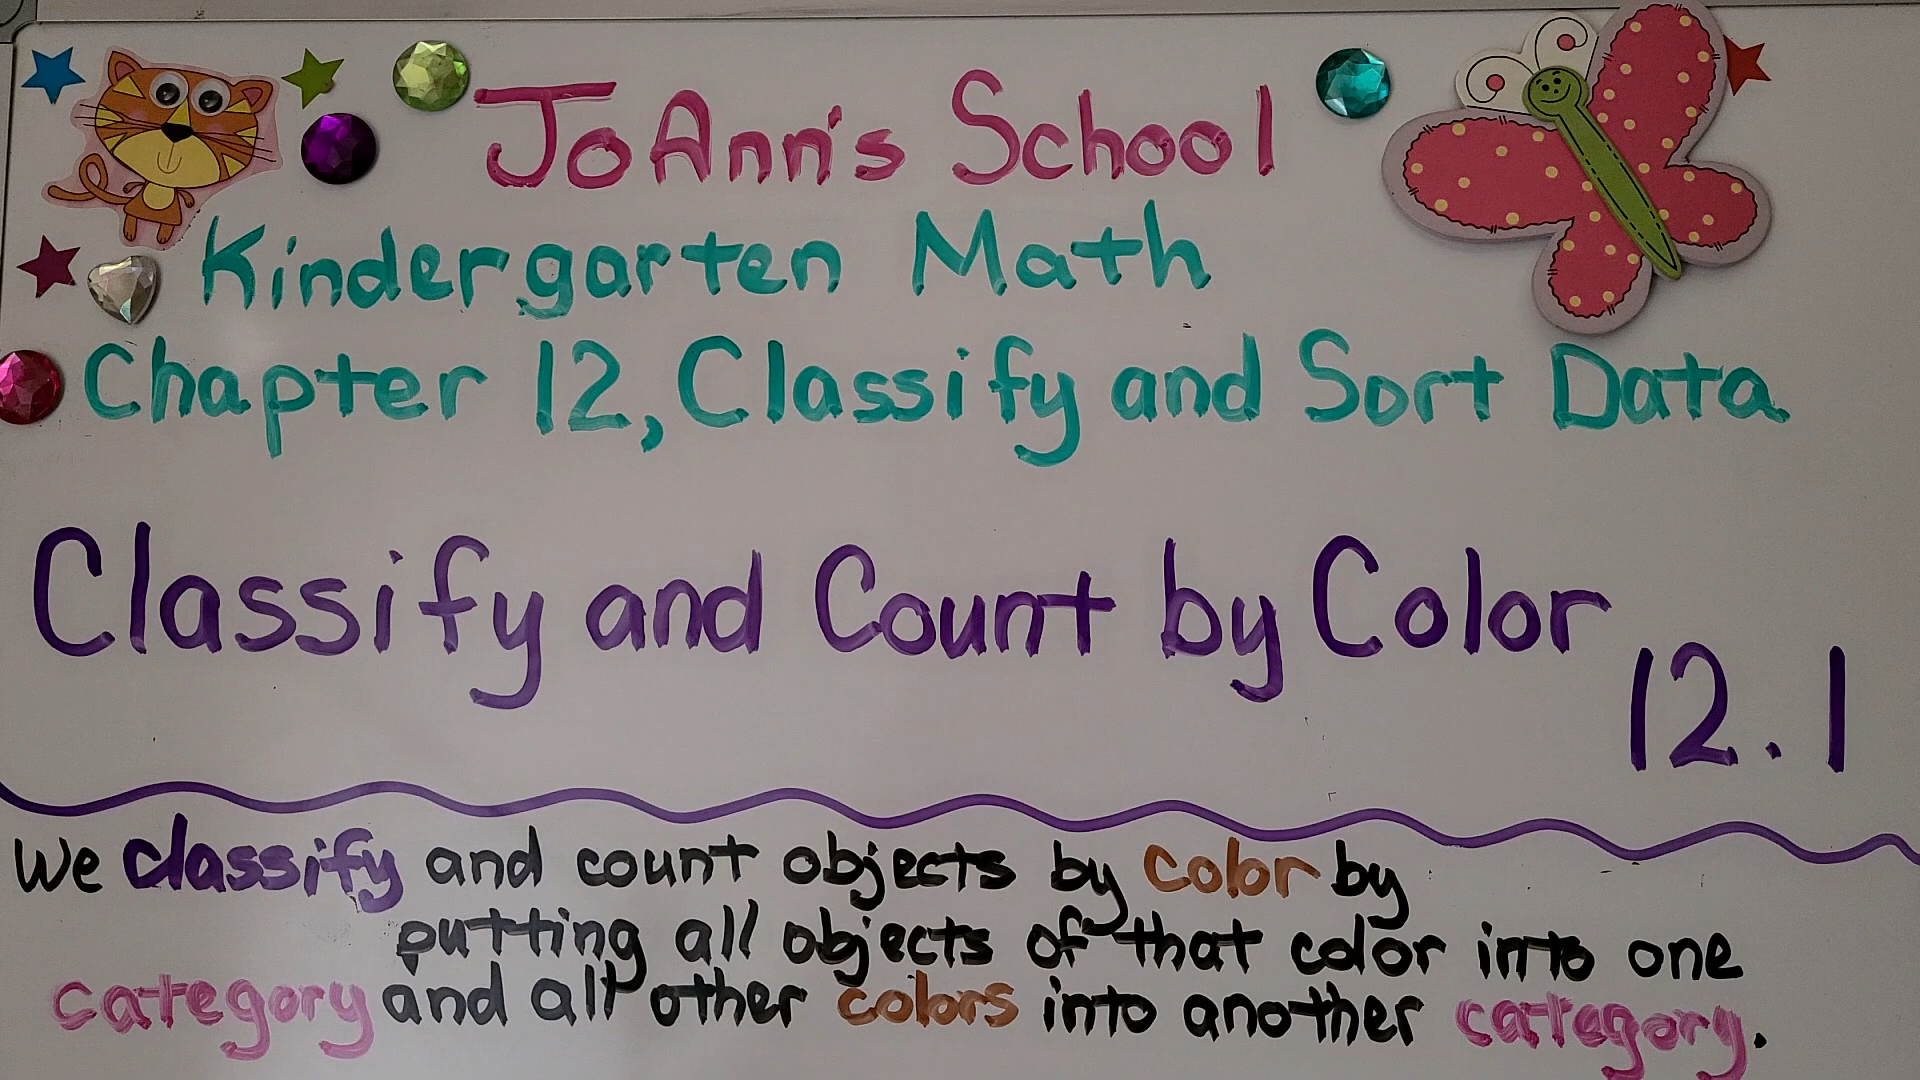 JoAnn's School
Kindergarten Math
Chapter 12, Classify and Sort Data
Classify and Count by Color
12.1
We classify and count objects by color by
putting all objects of that color into one
category and all other colors into another category.